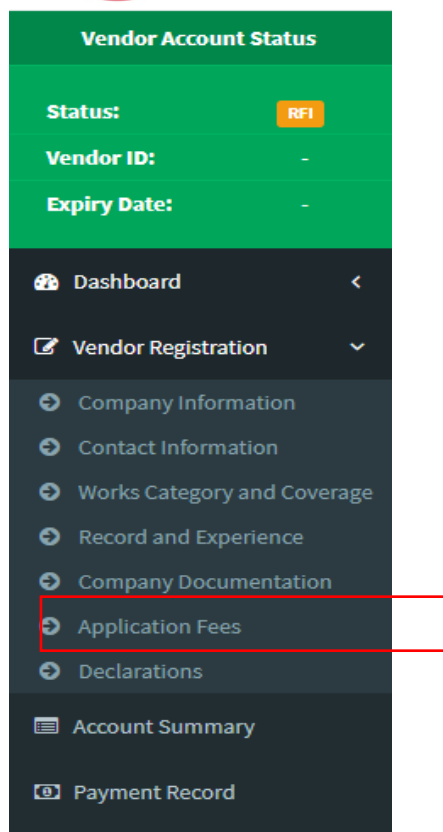 Vendor Account Status
Status: RFI
Vendor ID: -
Expiry Date: -
Dashboard
Vendor Registration
Company Information
Contact Information
Works Category and Coverage
Record and Experience
Company Documentation
Application Fees
Declarations
Account Summary
Payment Record